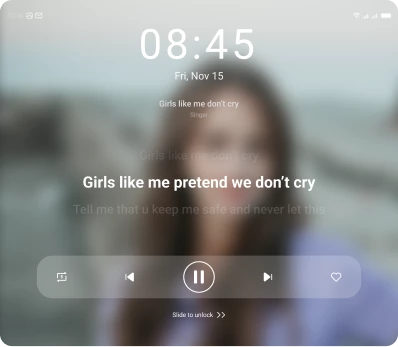 08:45
Fri, Nov 15
Girls like me don't cry
Singer
Girls like me don't cry
Girls like me pretend we don't cry
Tell me that u keep me safe and never let this
Slide to unlock